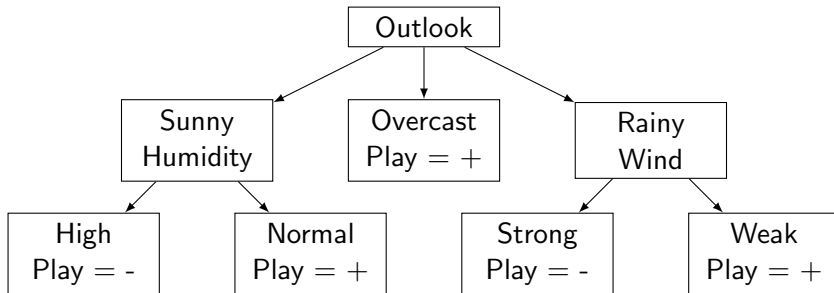 Outlook
Sunny
Humidity
Overcast
Play = +
Rainy
Wind
High
Play = -
Normal
Play = +
Strong
Play = -
Weak
Play = +